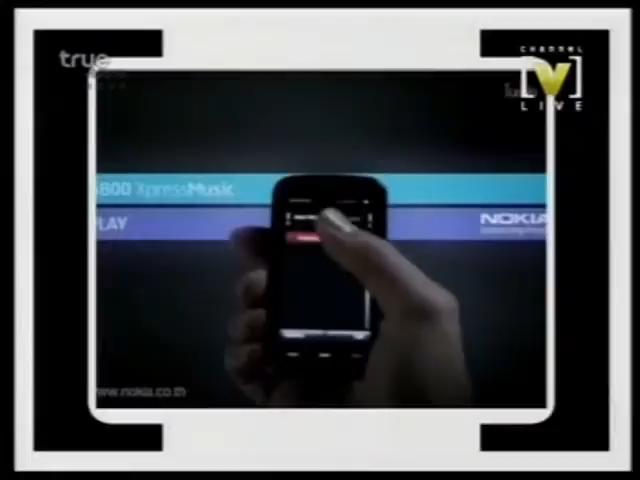 true
CHANNEL
[V]
LIVE
5800 XpressMusic
PLAY
NOKIA
www.nokia.co.th